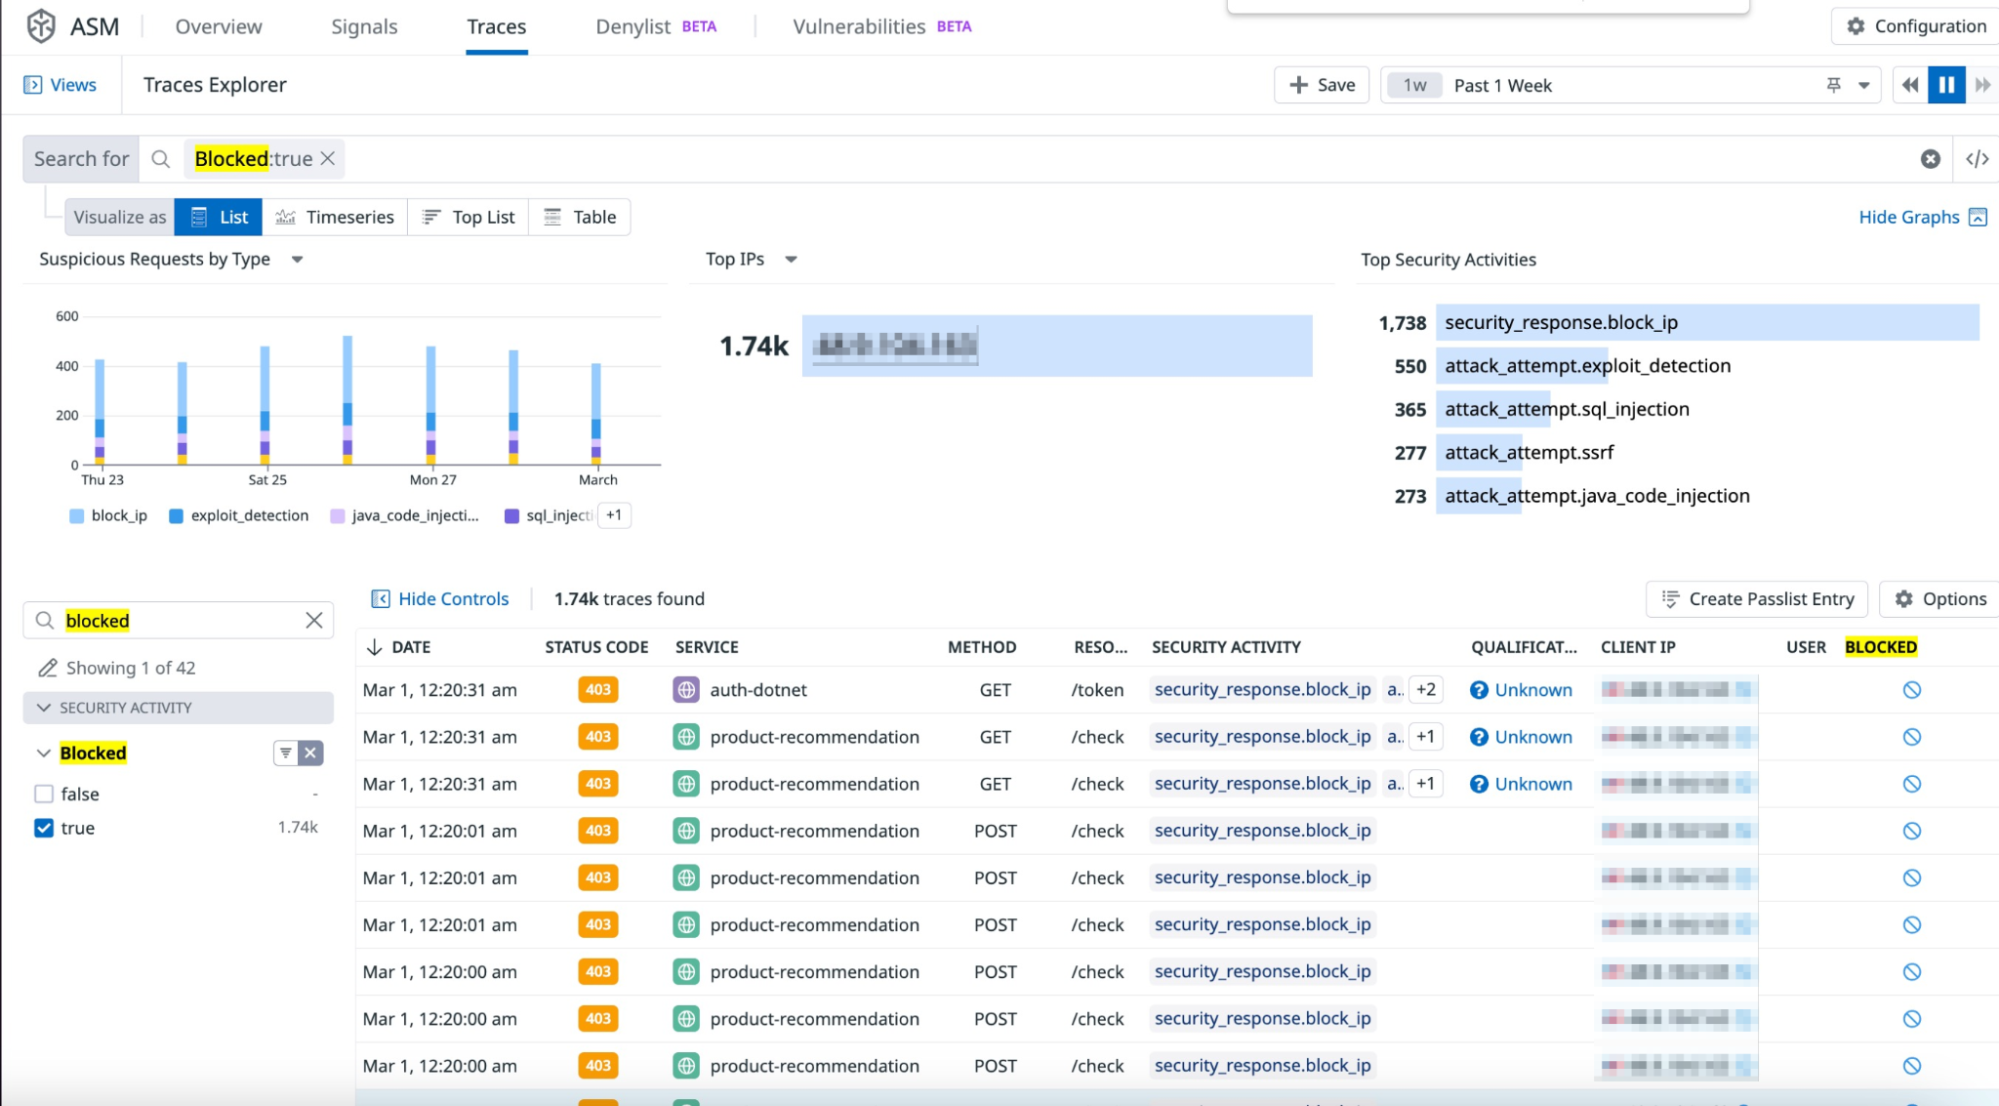 ASM Overview Signals Traces Denylist BETA Vulnerabilities BETA Configuration
Views Traces Explorer Save 1w Past 1 Week
Search for Blocked:true </>
Visualize as List Timeseries Top List Table Hide Graphs
Suspicious Requests by Type Top IPs Top Security Activities
600
400
200
0
Thu 23 Sat 25 Mon 27 March
block_ip exploit_detection java_code_injecti... sql_injecti +1
1.74k
1,738 security_response.block_ip
550 attack_attempt.exploit_detection
365 attack_attempt.sql_injection
277 attack_attempt.ssrf
273 attack_attempt.java_code_injection
blocked
Showing 1 of 42
SECURITY ACTIVITY
Blocked
false -
true 1.74k
Hide Controls 1.74k traces found Create Passlist Entry Options
DATE STATUS CODE SERVICE METHOD RESO... SECURITY ACTIVITY QUALIFICAT... CLIENT IP USER BLOCKED
Mar 1, 12:20:31 am 403 auth-dotnet GET /token security_response.block_ip a.. +2 Unknown
Mar 1, 12:20:31 am 403 product-recommendation GET /check security_response.block_ip a.. +1 Unknown
Mar 1, 12:20:31 am 403 product-recommendation GET /check security_response.block_ip a.. +1 Unknown
Mar 1, 12:20:01 am 403 product-recommendation POST /check security_response.block_ip
Mar 1, 12:20:01 am 403 product-recommendation POST /check security_response.block_ip
Mar 1, 12:20:01 am 403 product-recommendation POST /check security_response.block_ip
Mar 1, 12:20:00 am 403 product-recommendation POST /check security_response.block_ip
Mar 1, 12:20:00 am 403 product-recommendation POST /check security_response.block_ip
Mar 1, 12:20:00 am 403 product-recommendation POST /check security_response.block_ip